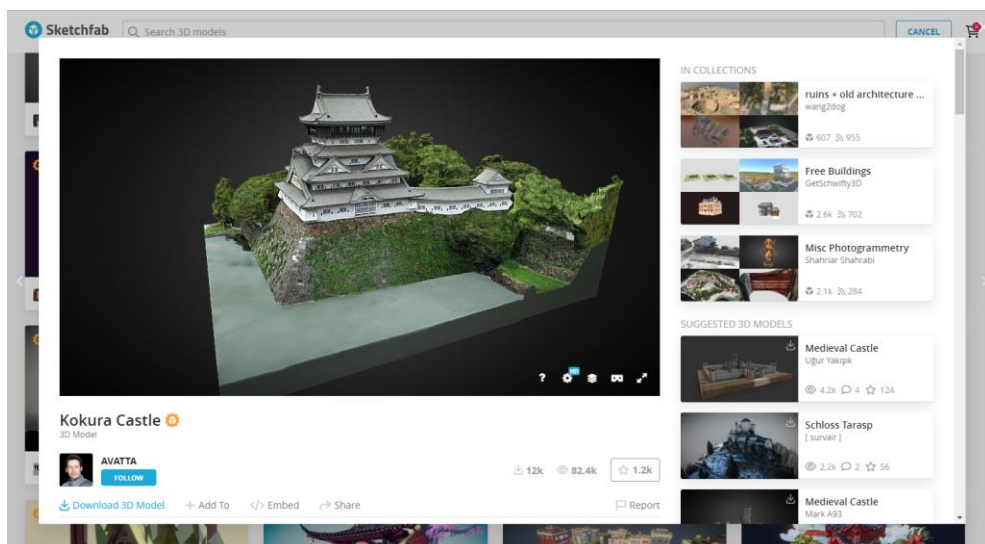 Sketchfab
Search 3D models
CANCEL
IN COLLECTIONS
ruins + old architecture ...
wang2dog
607 955
Free Buildings
GetSchwifty3D
2.6k 702
Misc Photogrammetry
Shahriar Shahrabi
2.1k 284
SUGGESTED 3D MODELS
Medieval Castle
Uğur Yakışık
4.2k 4 124
Schloss Tarasp
[ survair ]
2.2k 2 56
Medieval Castle
Mark A93
? HD
Kokura Castle
3D Model
AVATTA
FOLLOW
12k 82.4k 1.2k
Download 3D Model + Add To </> Embed Share Report